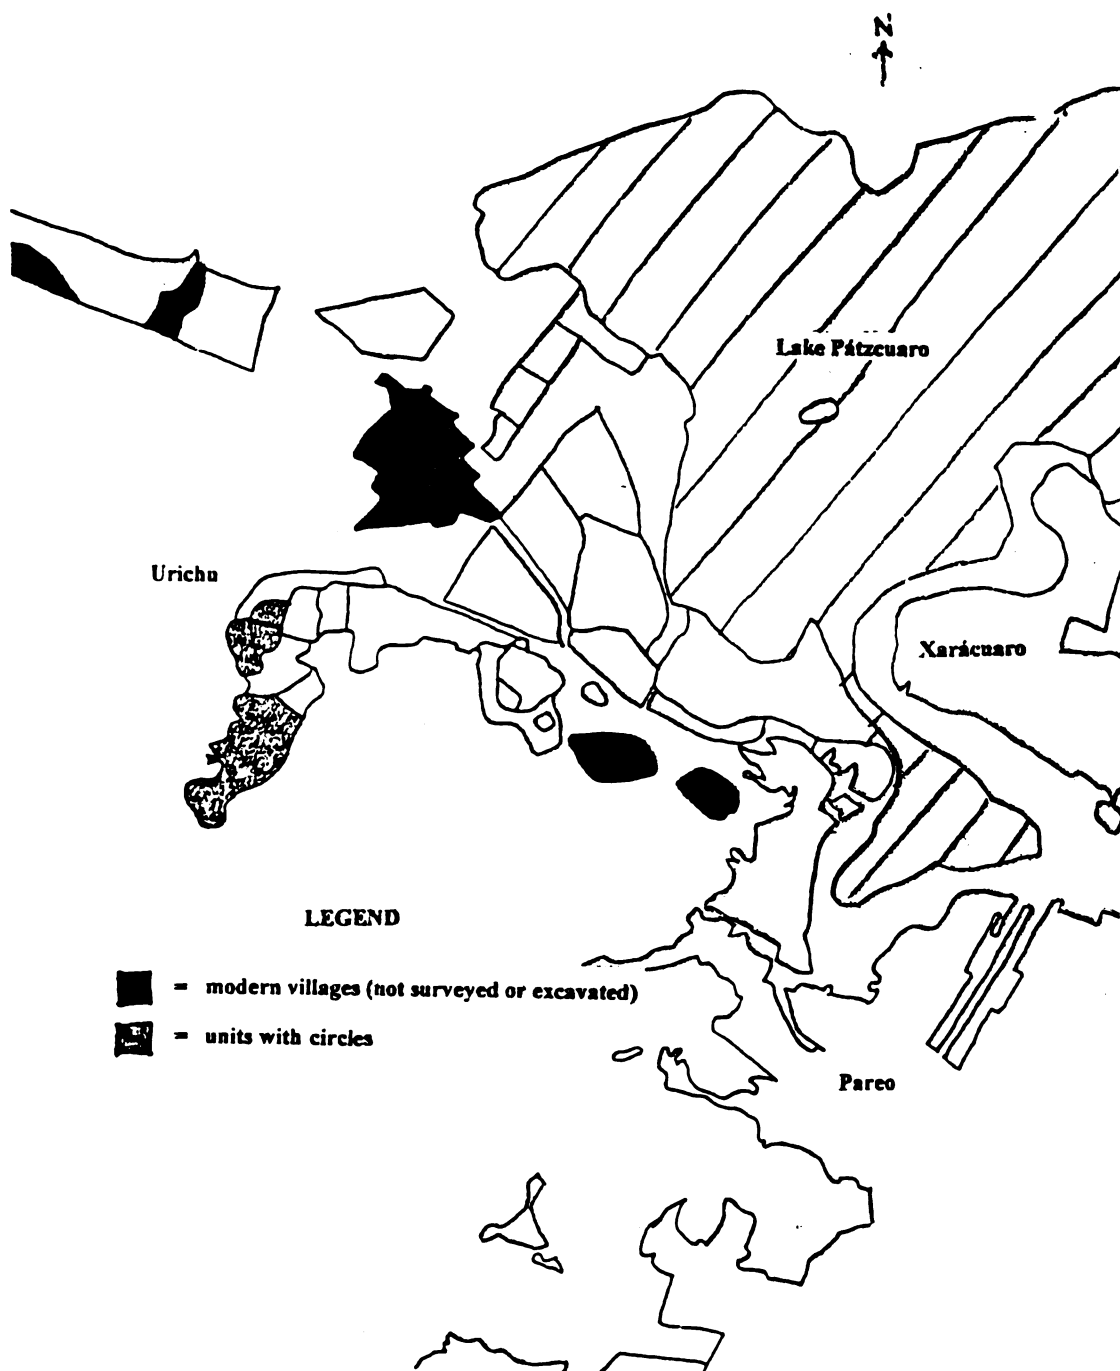 N
Lake Pátzcuaro
Urichu
Xarácuaro
LEGEND
= modern villages (not surveyed or excavated)
= units with circles
Pareo